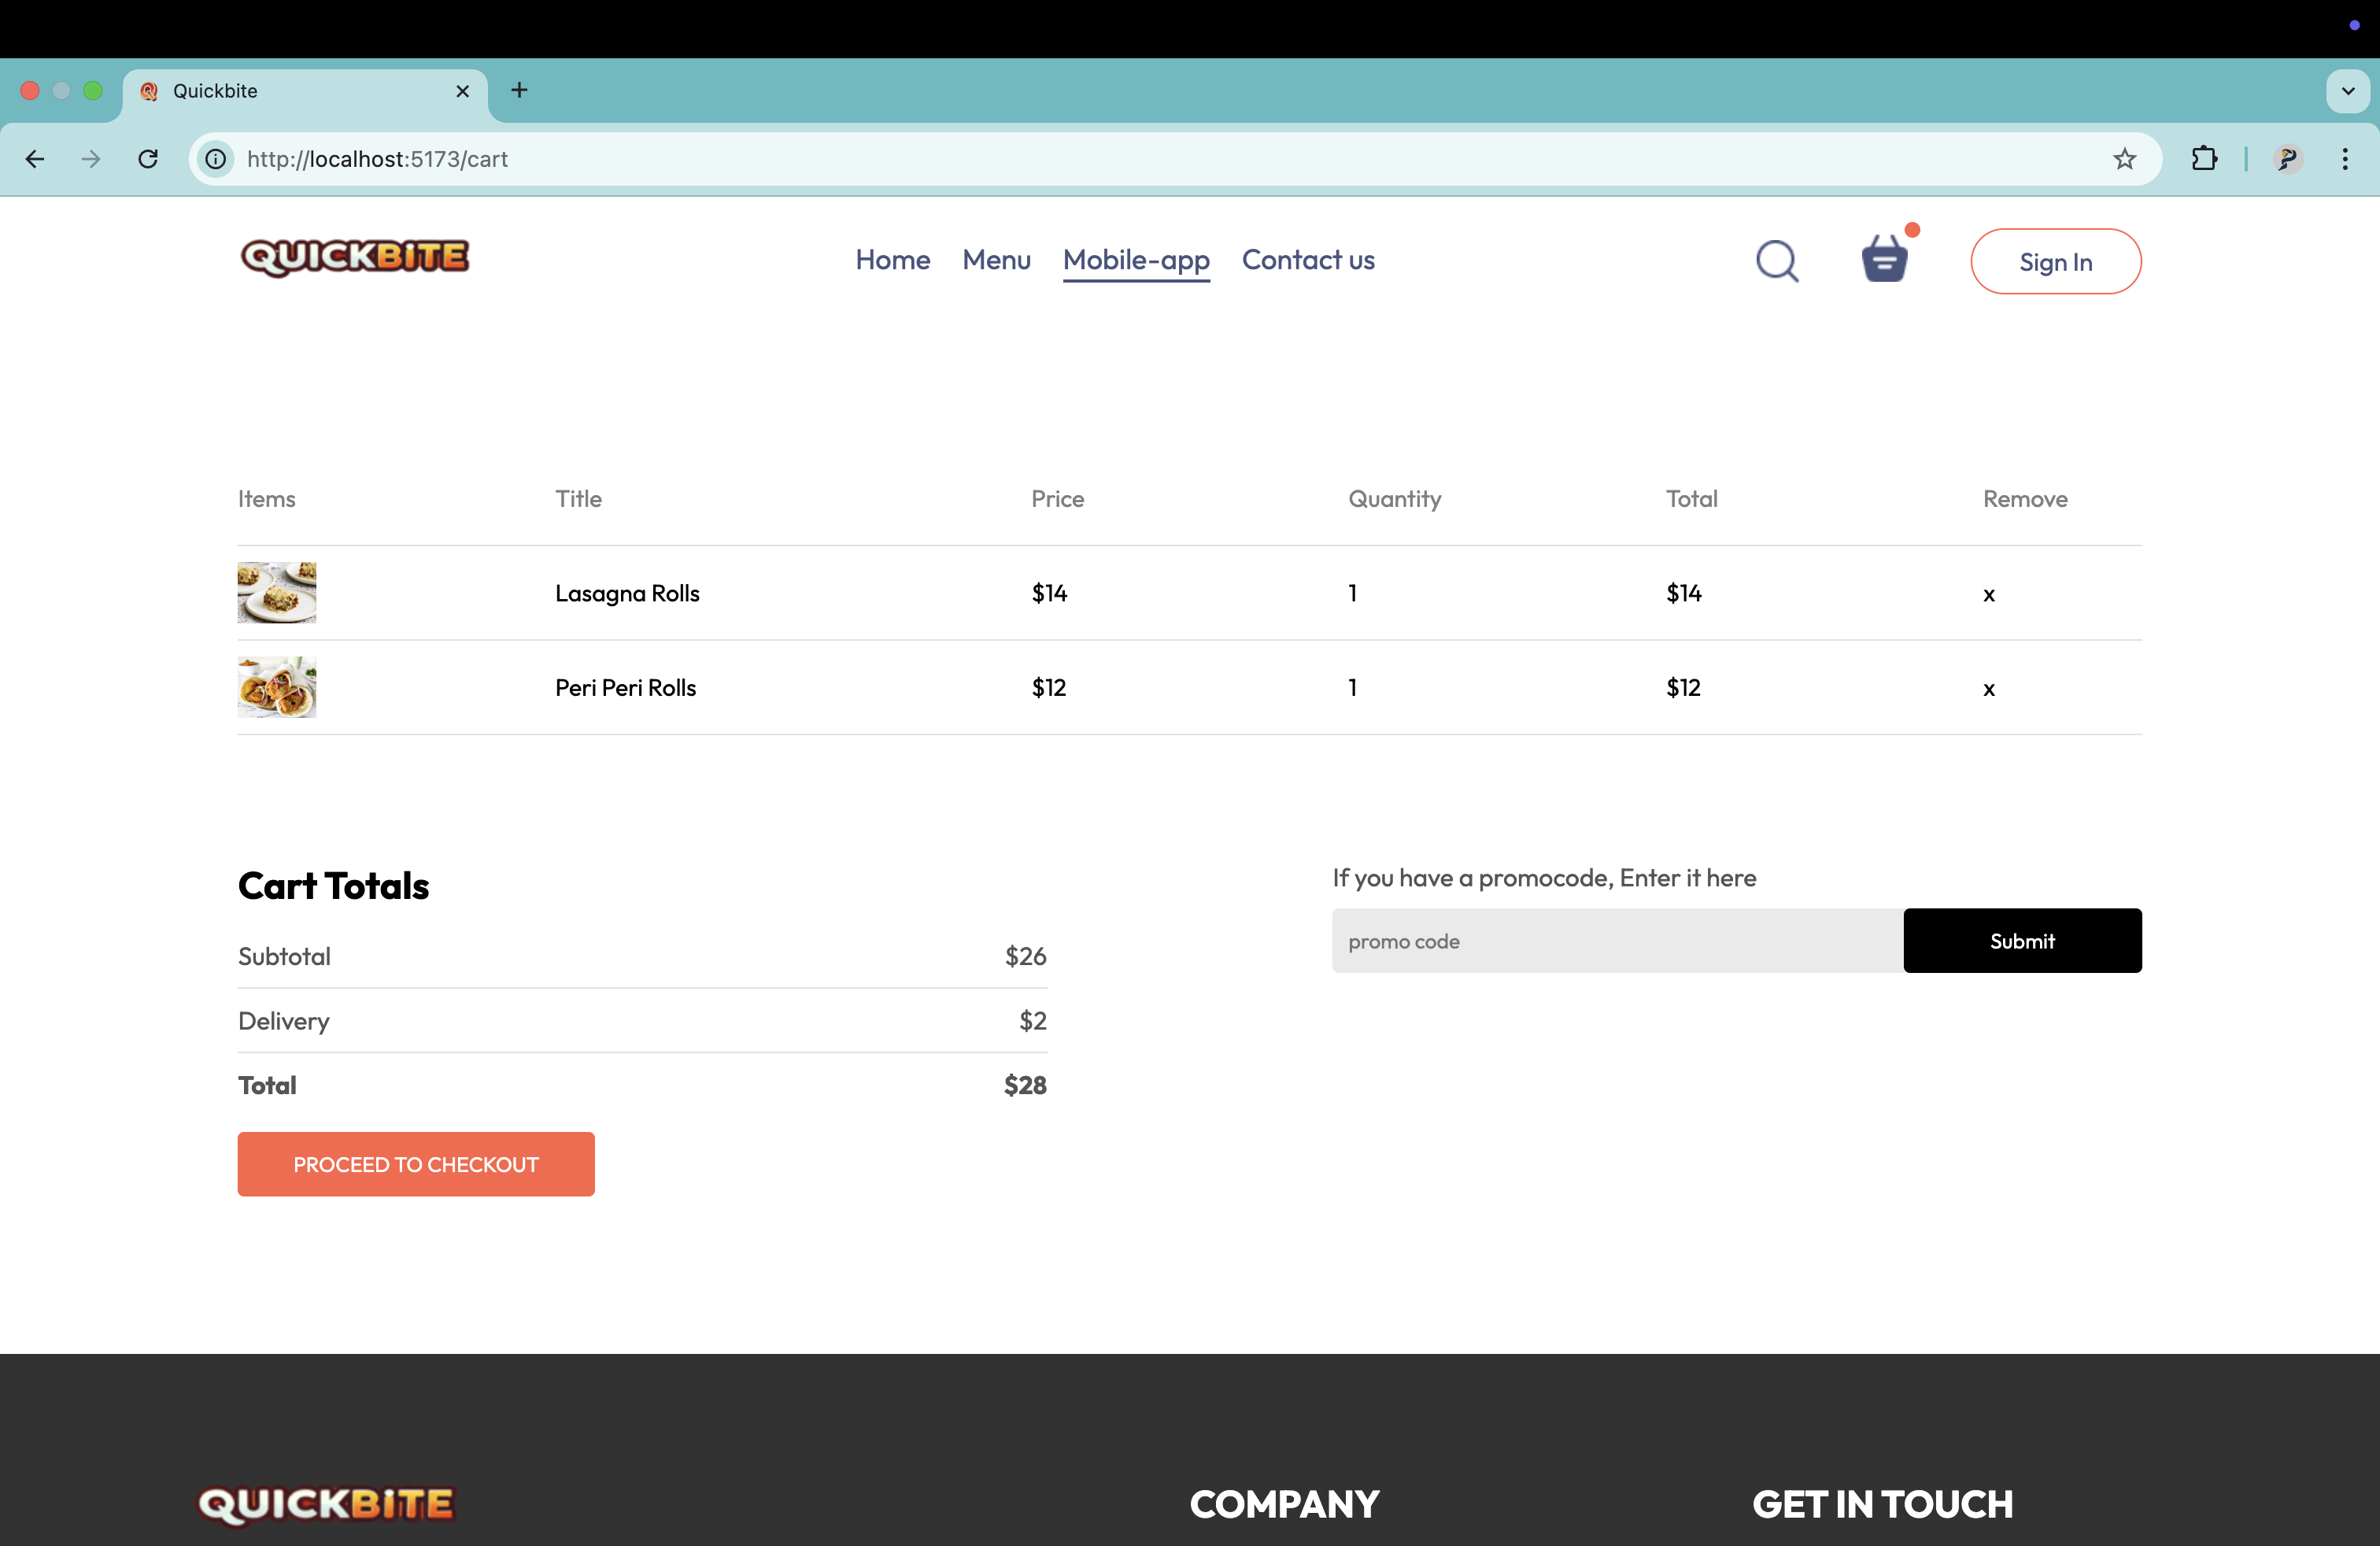 Quickbite
http://localhost:5173/cart
QUICKBITE
Home Menu Mobile-app Contact us
Sign In
Items Title Price Quantity Total Remove
Lasagna Rolls $14 1 $14 x
Peri Peri Rolls $12 1 $12 x
Cart Totals
If you have a promocode, Enter it here
promo code Submit
Subtotal $26
Delivery $2
Total $28
PROCEED TO CHECKOUT
QUICKBITE COMPANY GET IN TOUCH